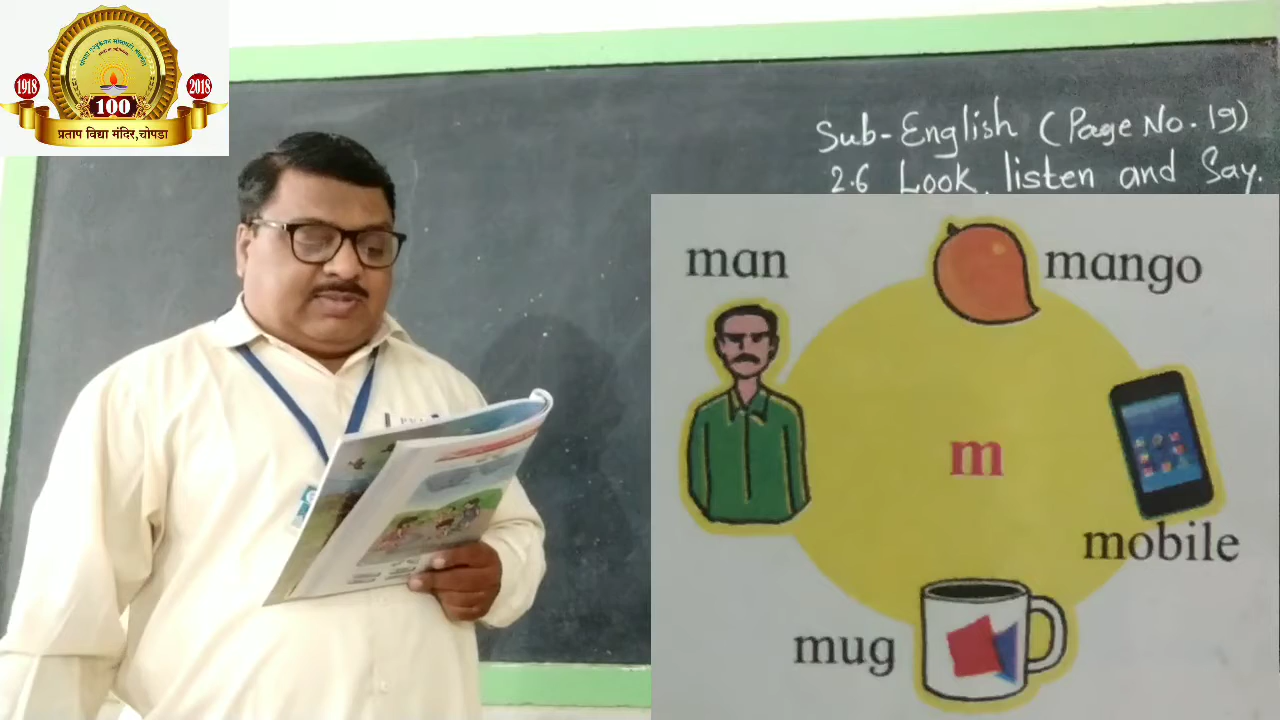 1918
2018
100
प्रताप विद्या मंदिर,चोपडा
Sub-English (Page No. 19)
2.6 Look, listen and Say.
man
mango
m
mobile
mug